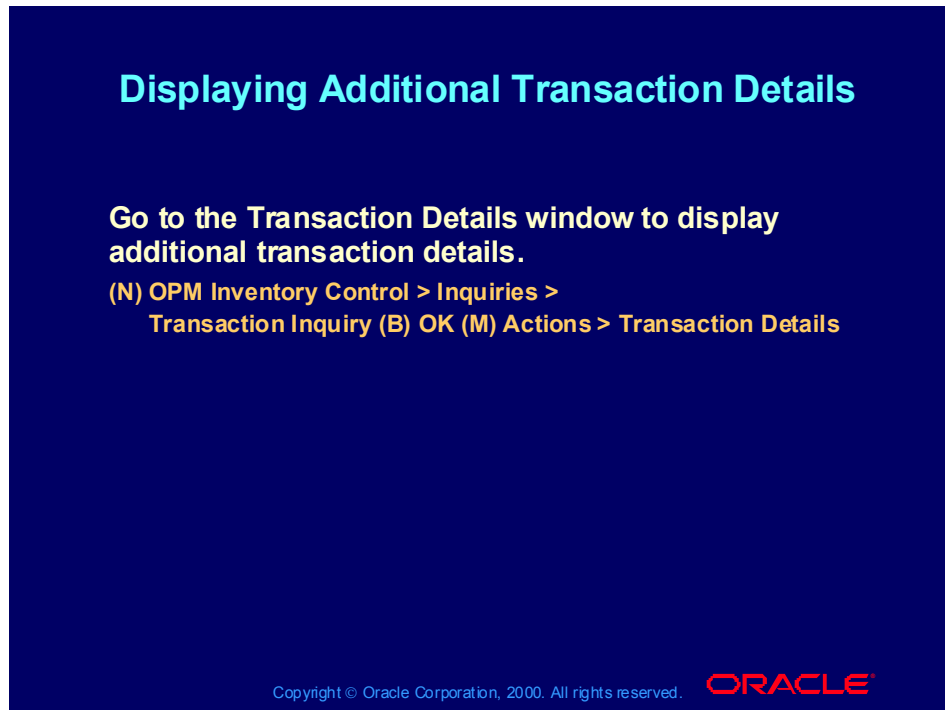 Displaying Additional Transaction Details
Go to the Transaction Details window to display
additional transaction details.
(N) OPM Inventory Control > Inquiries >
Transaction Inquiry (B) OK (M) Actions > Transaction Details
Copyright © Oracle Corporation, 2000. All rights reserved.
ORACLE®